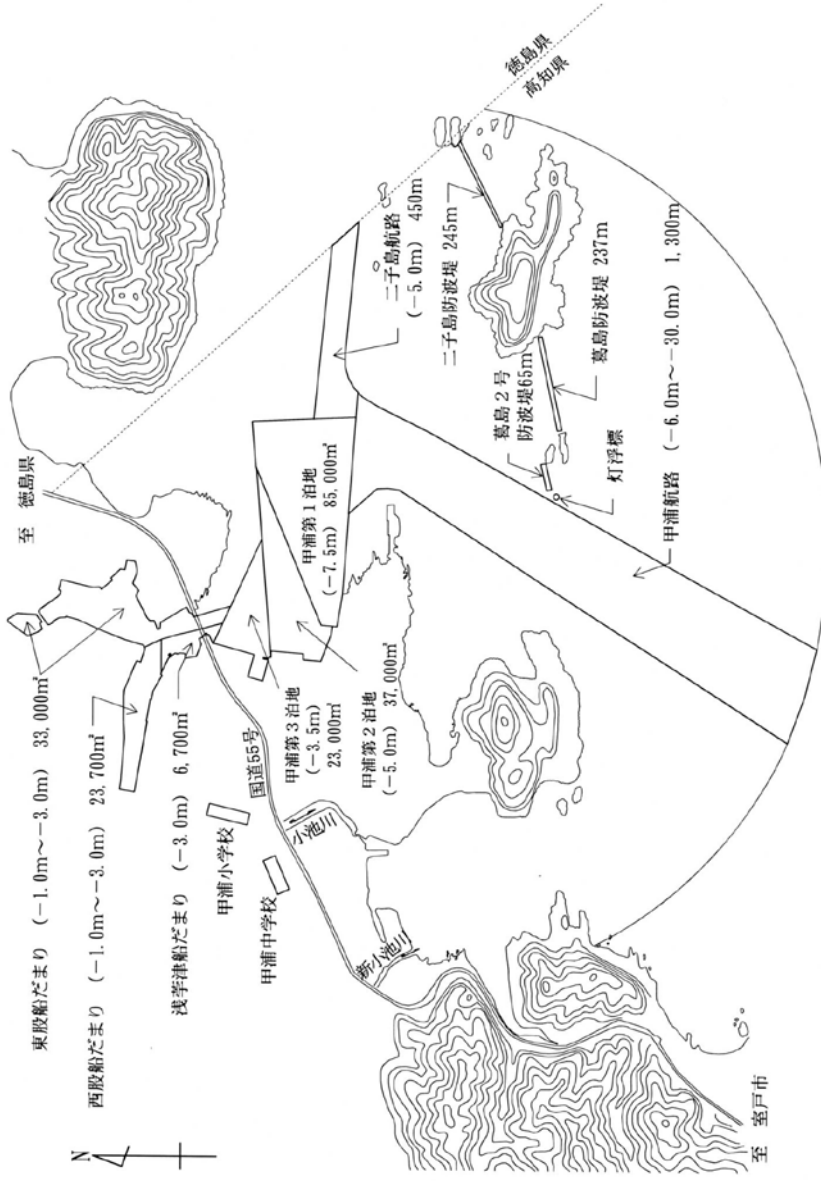 東股船だまり (-1.0m～-3.0m) 33,000㎡
西股船だまり (-1.0m～-3.0m) 23,700㎡
浅苧津船だまり (-3.0m) 6,700㎡
甲浦小学校
甲浦中学校
N
至 徳島県
国道55号
甲浦第3泊地
(-3.5m)
23,000㎡
甲浦第2泊地
(-5.0m) 37,000㎡
甲浦第1泊地
(-7.5m) 85,000㎡
小池川
新小池川
徳島県
高知県
二子島航路
(-5.0m) 450m
二子島防波堤 245m
葛島2号
防波堤65m
葛島防波堤 237m
灯浮標
甲浦航路 (-6.0m～-30.0m) 1,300m
至 室戸市